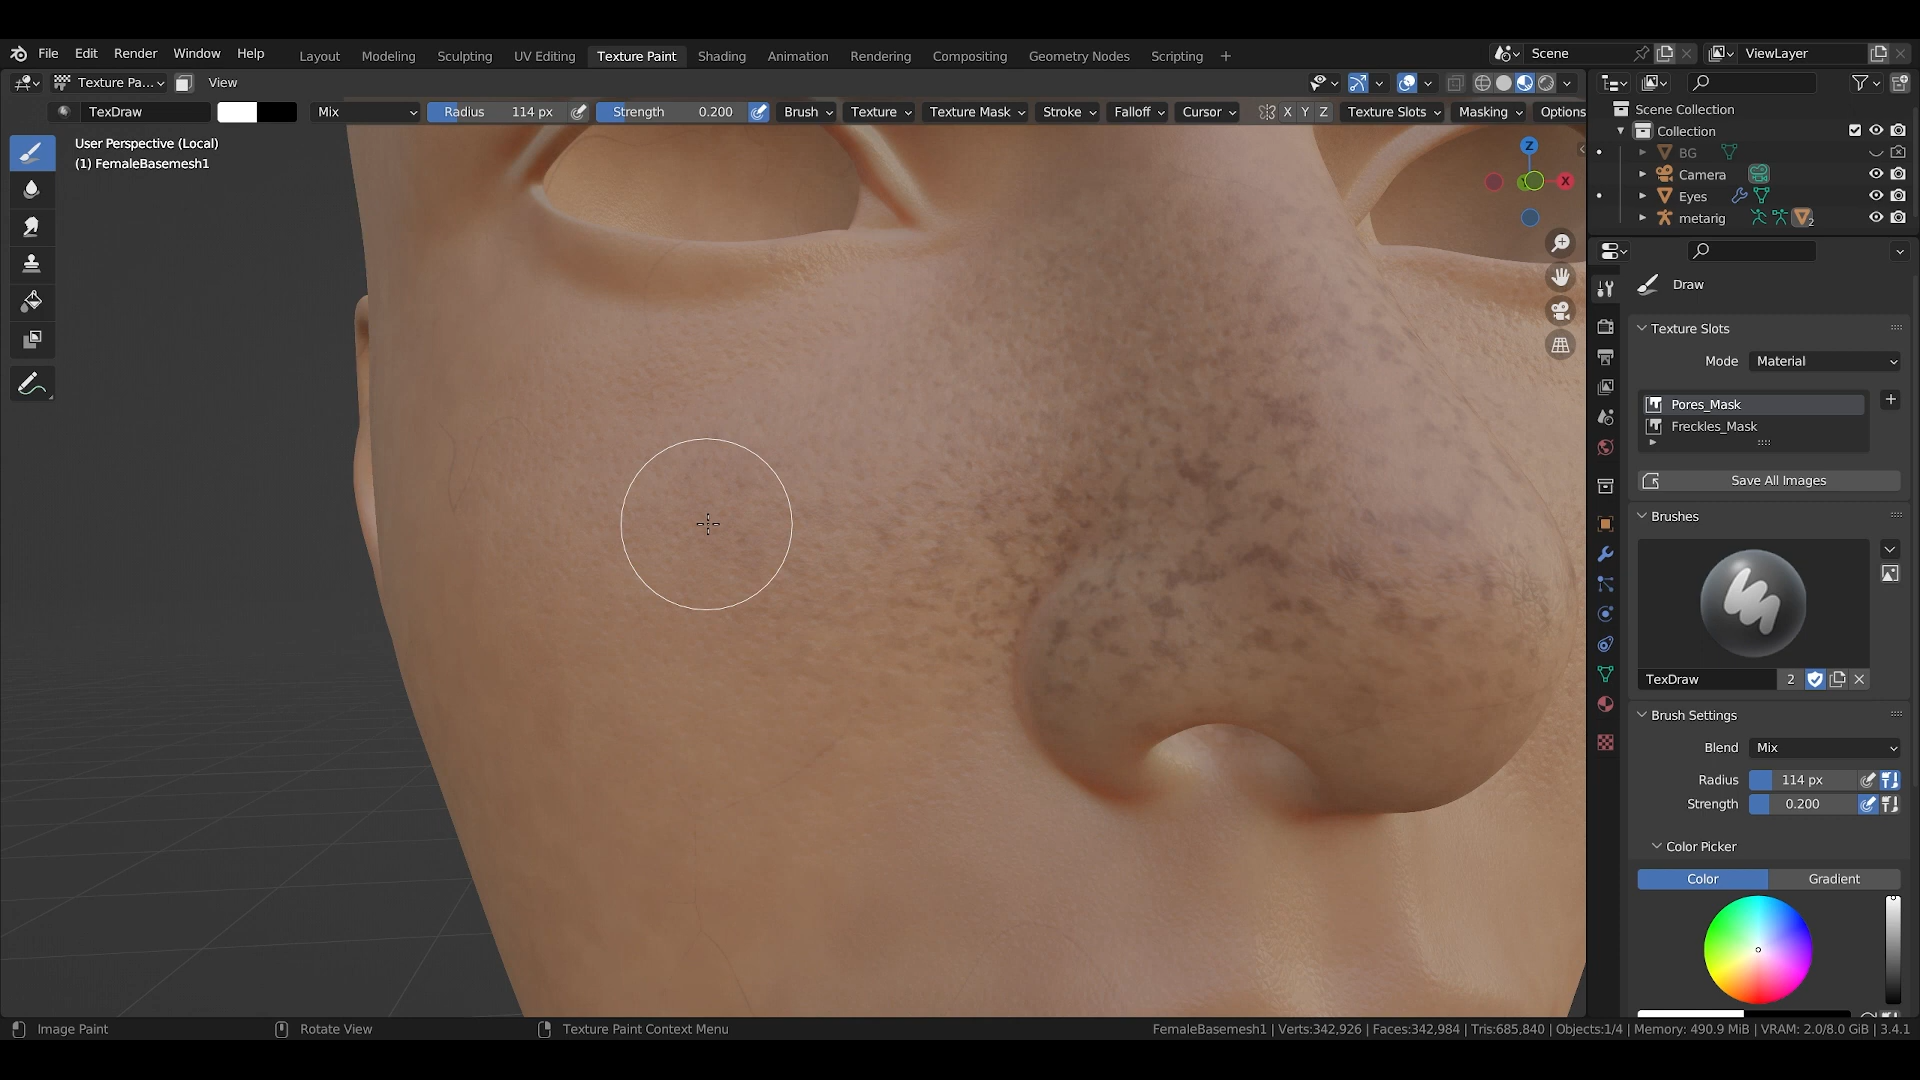 File Edit Render Window Help Layout Modeling Sculpting UV Editing Texture Paint Shading Animation Rendering Compositing Geometry Nodes Scripting + Scene ViewLayer
Texture Pa... View
TexDraw Mix Radius 114 px Strength 0.200 Brush Texture Texture Mask Stroke Falloff Cursor X Y Z Texture Slots Masking Options
User Perspective (Local)
(1) FemaleBasemesh1
Z
X
Scene Collection
Collection
BG
Camera
Eyes
metarig 2
Draw
Texture Slots
Mode Material
Pores_Mask
Freckles_Mask
Save All Images
Brushes
TexDraw 2
Brush Settings
Blend Mix
Radius 114 px
Strength 0.200
Color Picker
Color Gradient
Image Paint Rotate View Texture Paint Context Menu FemaleBasemesh1 | Verts:342,926 | Faces:342,984 | Tris:685,840 | Objects:1/4 | Memory: 490.9 MiB | VRAM: 2.0/8.0 GiB | 3.4.1